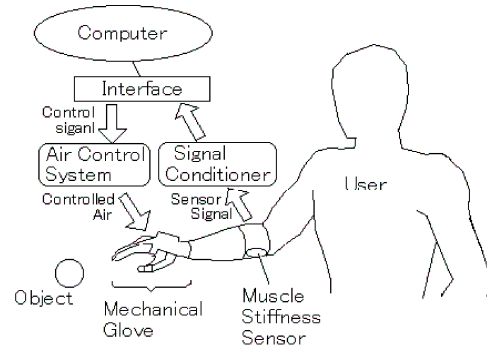 Computer
Interface
Control
siganl
Air Control
System
Signal
Conditioner
Controlled
Air
Sensor
Signal
User
Object
Mechanical
Glove
Muscle
Stiffness
Sensor